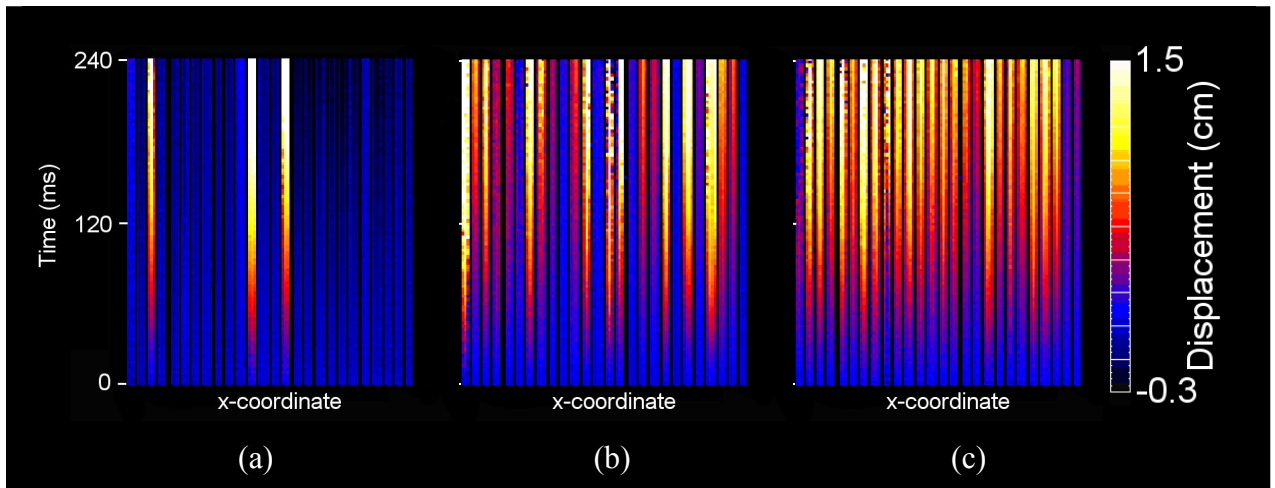 240
120
0
Time (ms)
x-coordinate
x-coordinate
x-coordinate
1.5
-0.3
Displacement (cm)
(a)
(b)
(c)